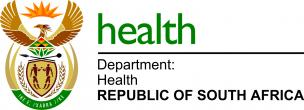 health
Department:
Health
REPUBLIC OF SOUTH AFRICA